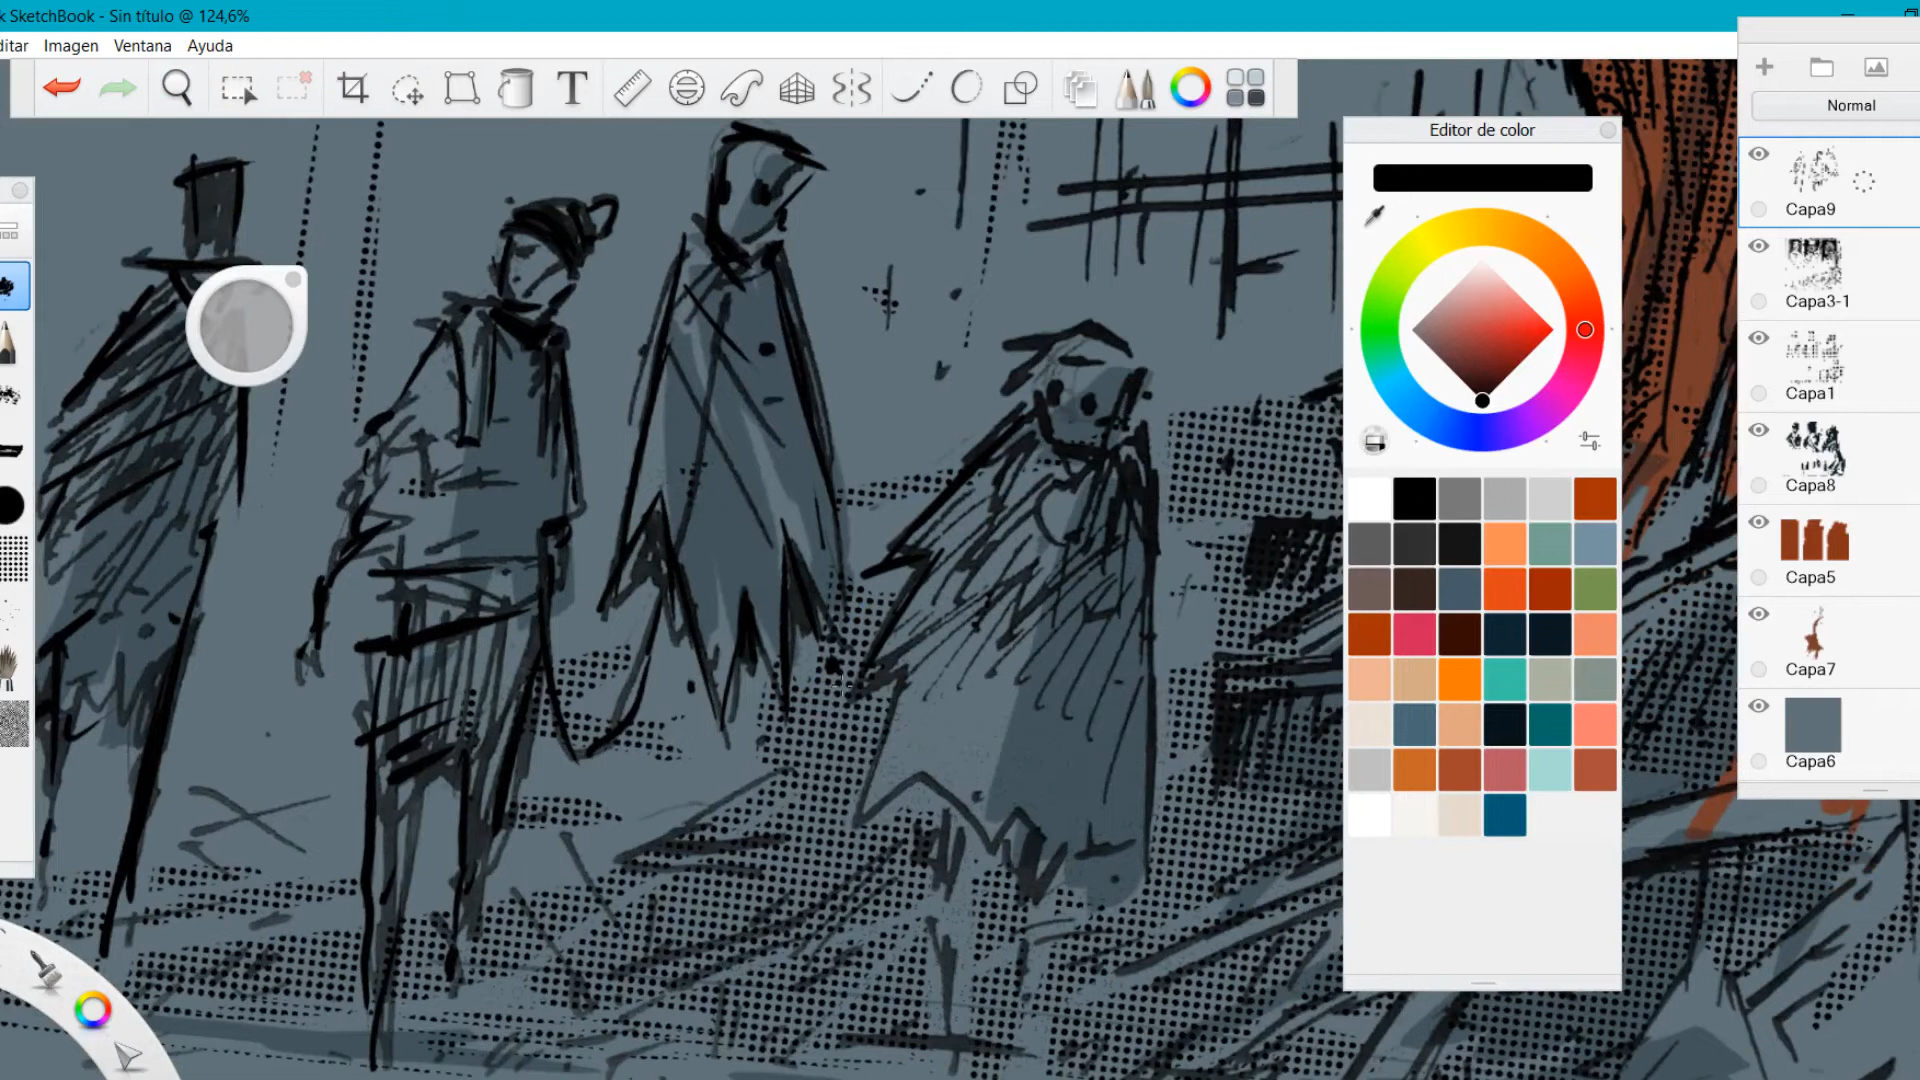 k SketchBook - Sin título @ 124,6%
ditar Imagen Ventana Ayuda
T
Editor de color
Normal
Capa9
Capa3-1
Capa1
Capa8
Capa5
Capa7
Capa6